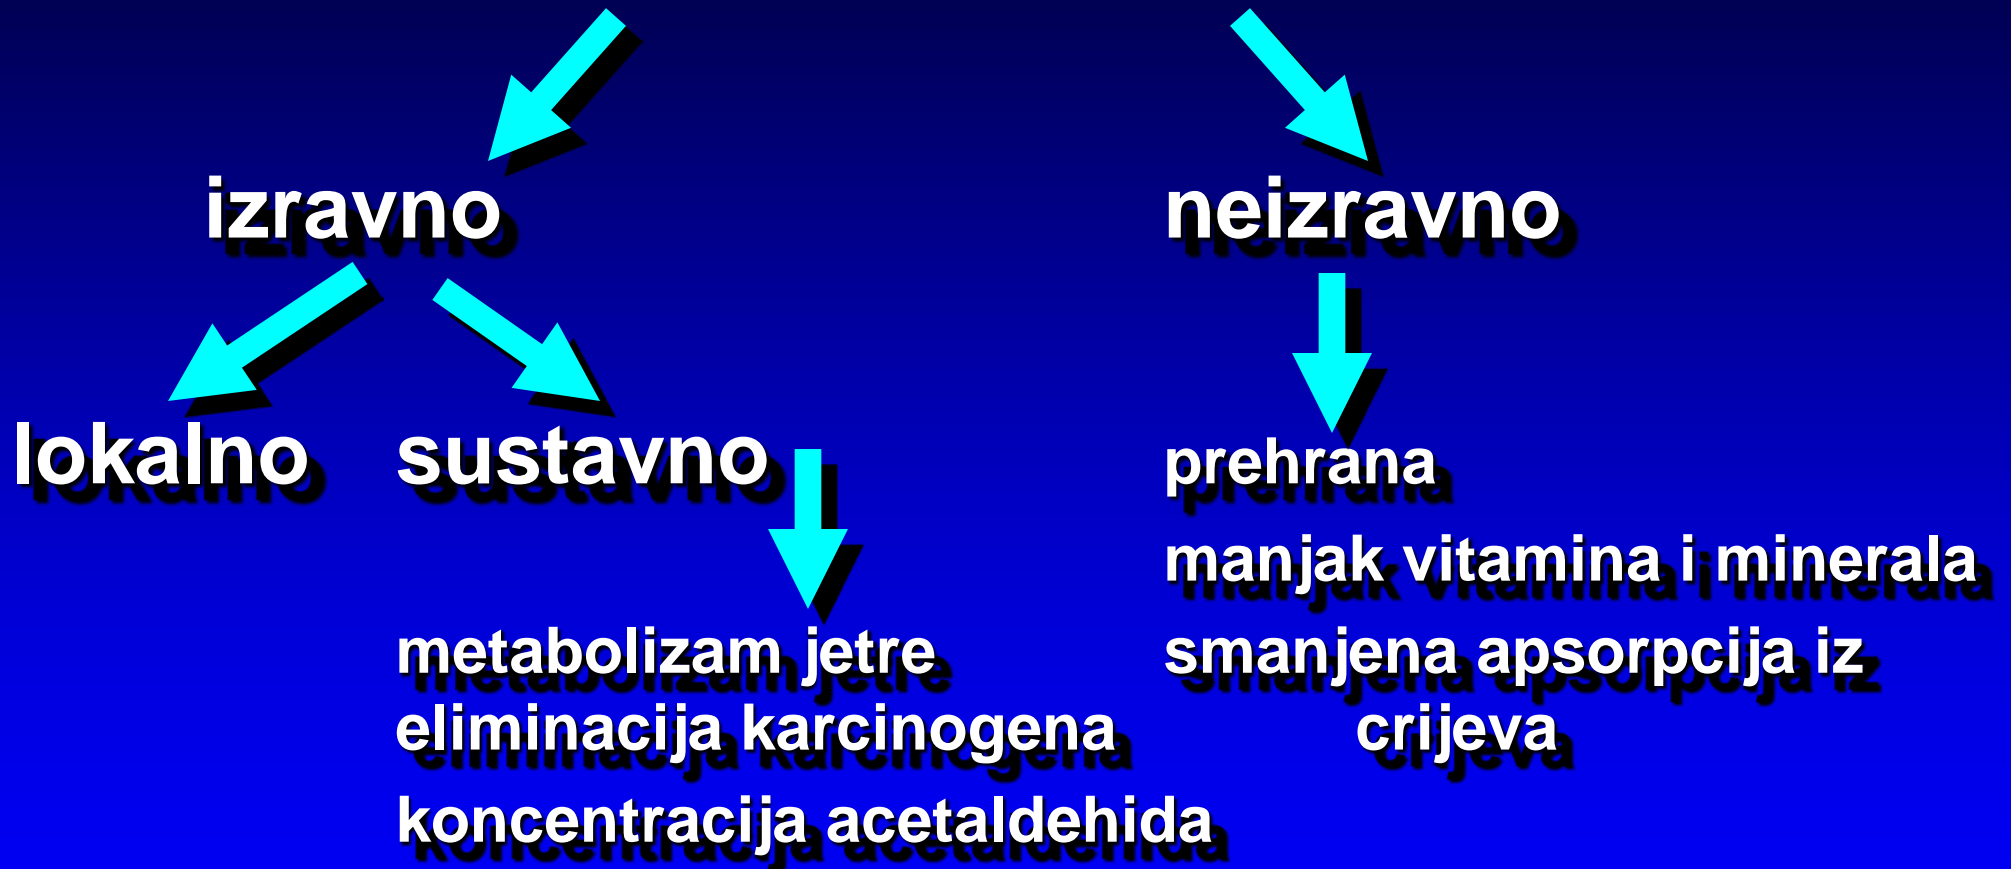 izravno
neizravno
lokalno
sustavno
prehrana
manjak vitamina i minerala
metabolizam jetre
smanjena apsorpcija iz
eliminacija karcinogena
crijeva
koncentracija acetaldehida